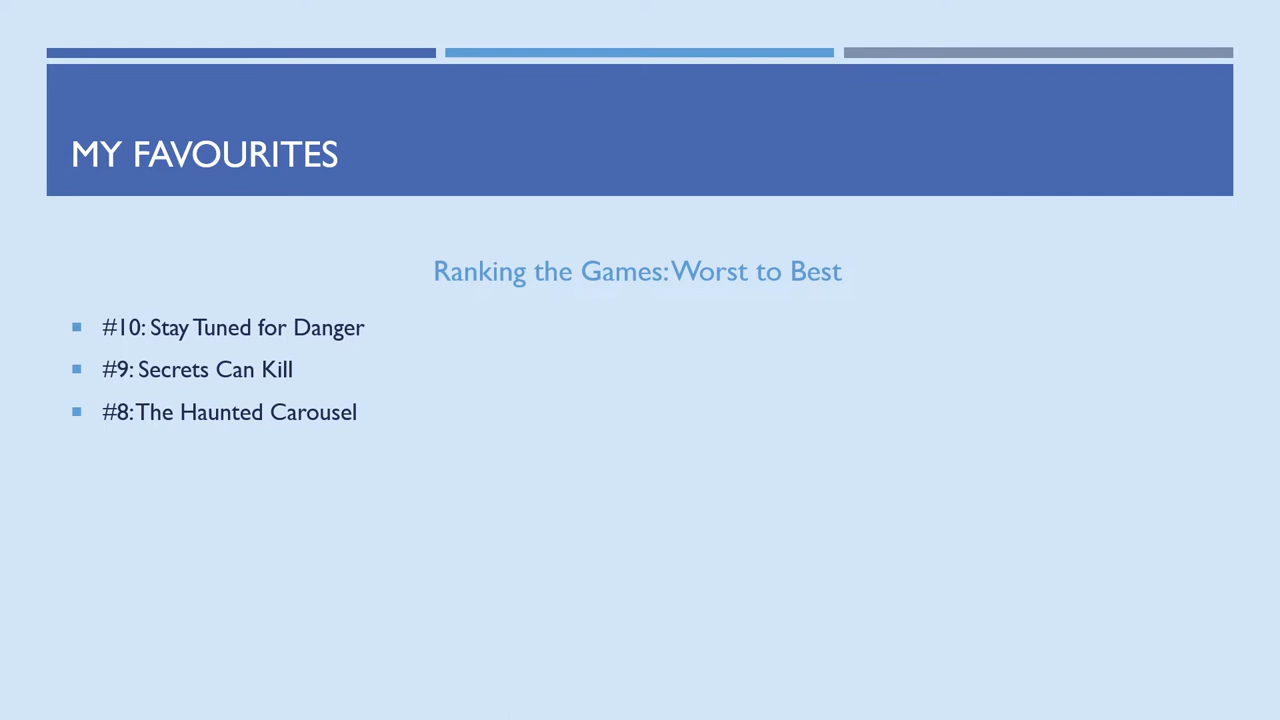 MY FAVOURITES
Ranking the Games: Worst to Best
#10: Stay Tuned for Danger
#9: Secrets Can Kill
#8: The Haunted Carousel